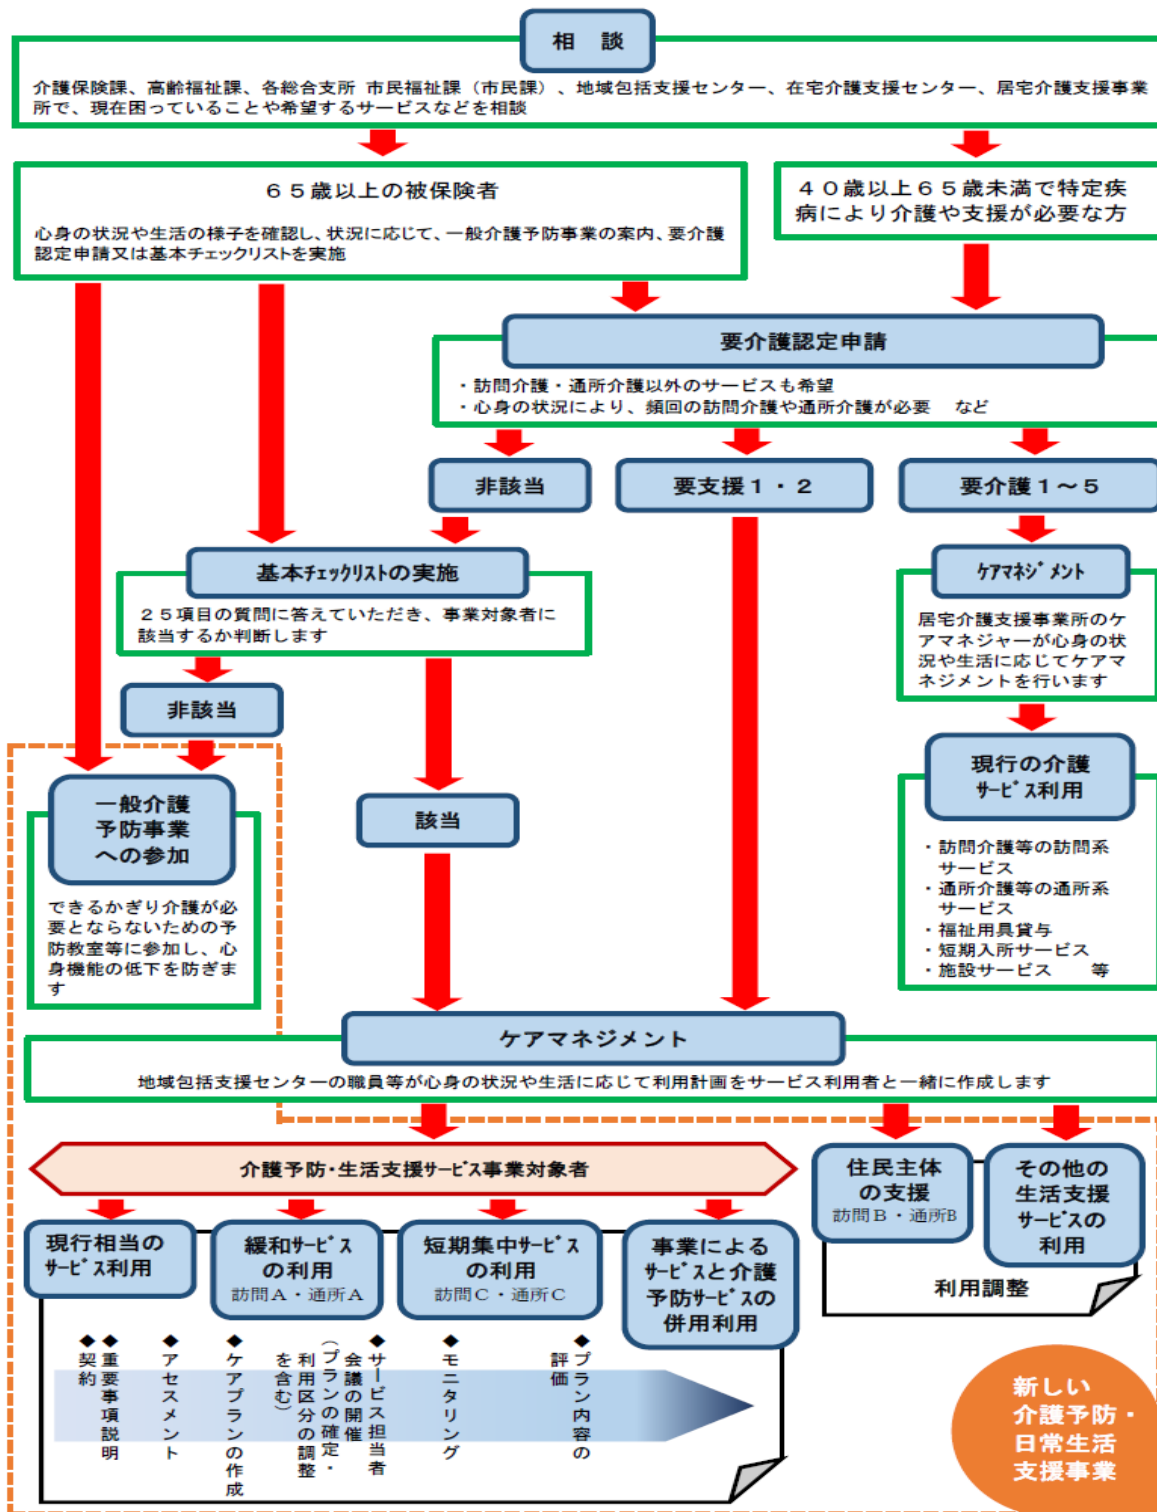 相　談
介護保険課、高齢福祉課、各総合支所 市民福祉課（市民課）、地域包括支援センター、在宅介護支援センター、居宅介護支援事業
所で、現在困っていることや希望するサービスなどを相談
６５歳以上の被保険者
心身の状況や生活の様子を確認し、状況に応じて、一般介護予防事業の案内、要介護
認定申請又は基本チェックリストを実施
４０歳以上６５歳未満で特定疾
病により介護や支援が必要な方
要介護認定申請
・訪問介護・通所介護以外のサービスも希望
・心身の状況により、頻回の訪問介護や通所介護が必要　など
非該当
要支援１・２
要介護１～５
基本チェックリストの実施
２５項目の質問に答えていただき、事業対象者に
該当するか判断します
ケアマネジメント
居宅介護支援事業所のケ
アマネジャーが心身の状
況や生活に応じてケアマ
ネジメントを行います
非該当
現行の介護
サービス利用
・訪問介護等の訪問系
サービス
・通所介護等の通所系
サービス
・福祉用具貸与
・短期入所サービス
・施設サービス　等
一般介護
予防事業
への参加
できるかぎり介護が必
要とならないための予
防教室等に参加し、心
身機能の低下を防ぎま
す
該当
ケアマネジメント
地域包括支援センターの職員等が心身の状況や生活に応じて利用計画をサービス利用者と一緒に作成します
介護予防・生活支援サービス事業対象者
現行相当の
サービス利用
緩和サービス
の利用
訪問Ａ・通所Ａ
短期集中サービス
の利用
訪問Ｃ・通所Ｃ
事業による
サービスと介護
予防サービスの
併用利用
住民主体
の支援
訪問Ｂ・通所Ｂ
その他の
生活支援
サービスの
利用
利用調整
◆重要事項説明
◆契約
◆アセスメント
◆ケアプランの作成
◆サービス担当者
会議の開催
（プランの確定・
利用区分の調整
を含む）
◆モニタリング
◆プラン内容の
評価
新しい
介護予防・
日常生活
支援事業